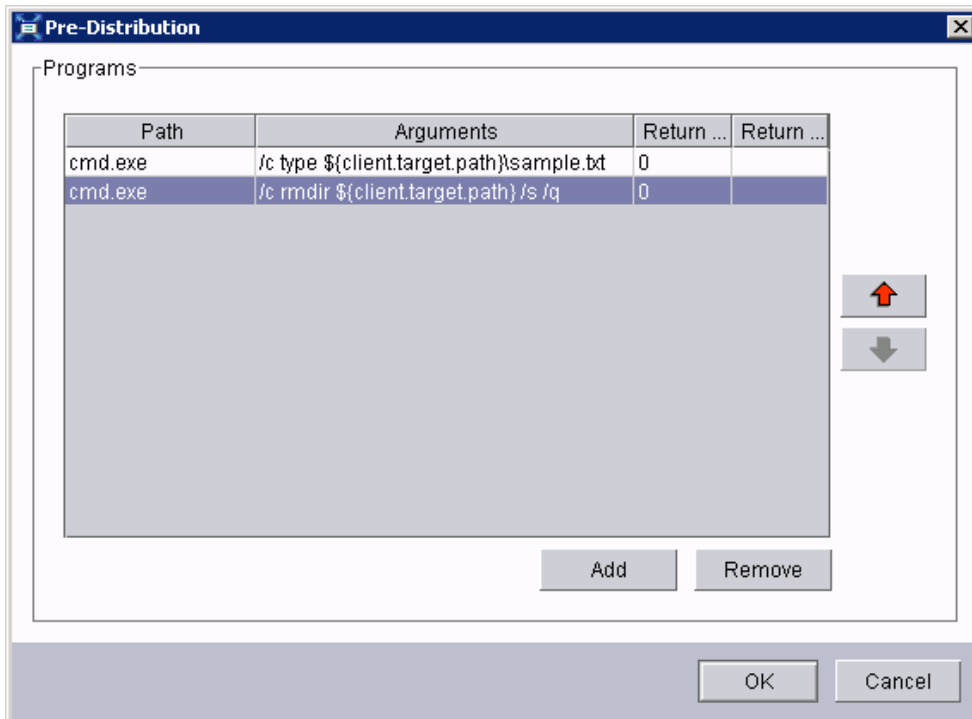 Pre-Distribution
Programs
Path Arguments Return ... Return ...
cmd.exe /c type ${client.target.path}\sample.txt 0
cmd.exe /c rmdir ${client.target.path} /s /q 0
Add Remove
OK Cancel